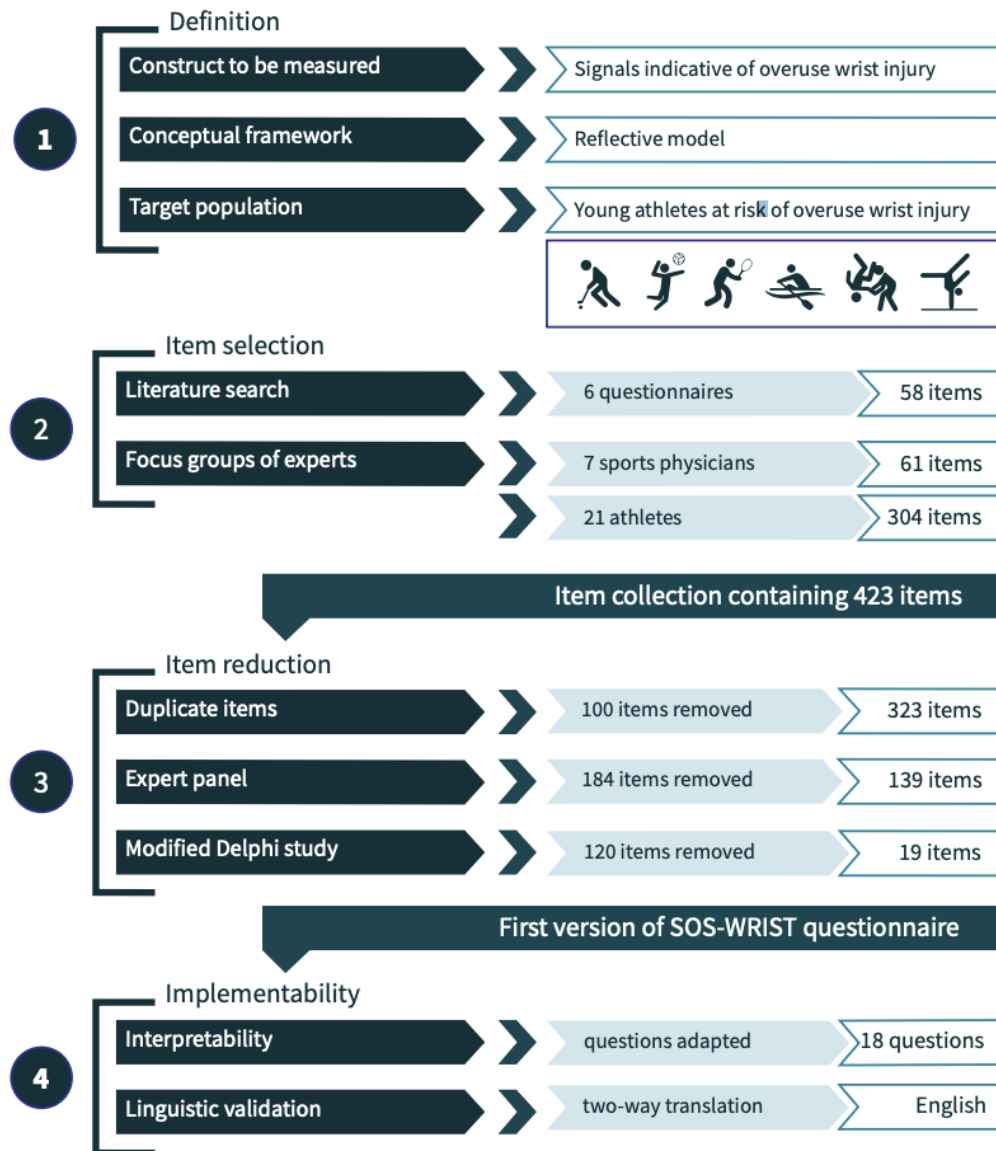 Definition
1
Construct to be measured
Signals indicative of overuse wrist injury
Conceptual framework
Reflective model
Target population
Young athletes at risk of overuse wrist injury
Item selection
2
Literature search
6 questionnaires
58 items
Focus groups of experts
7 sports physicians
61 items
21 athletes
304 items
Item collection containing 423 items
Item reduction
3
Duplicate items
100 items removed
323 items
Expert panel
184 items removed
139 items
Modified Delphi study
120 items removed
19 items
First version of SOS-WRIST questionnaire
Implementability
4
Interpretability
questions adapted
18 questions
Linguistic validation
two-way translation
English